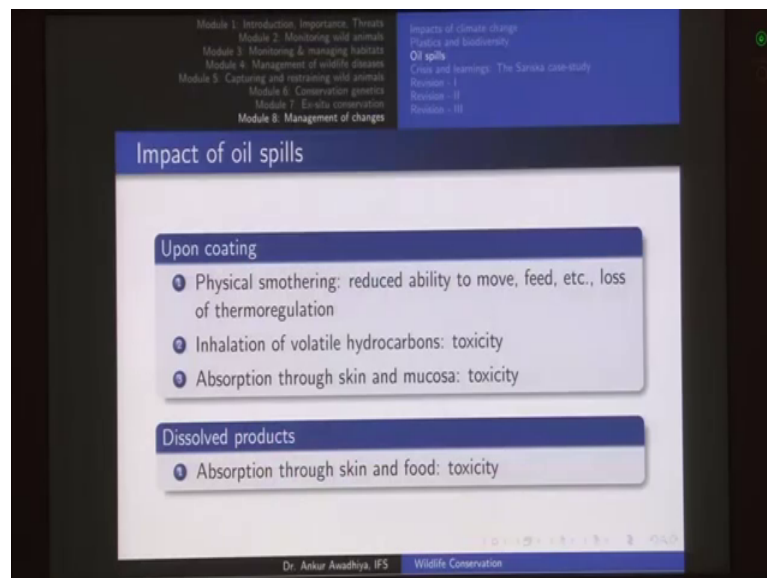 Module 1: Introduction, Importance, Threats
Module 2: Monitoring wild animals
Module 3: Monitoring & managing habitats
Module 4: Management of wildlife diseases
Module 5: Capturing and restraining wild animals
Module 6: Conservation genetics
Module 7: Ex-situ conservation
Module 8: Management of changes
Impacts of climate change
Plastics and biodiversity
Oil spills
Crisis and learnings: The Sariska case-study
Revision - I
Revision - II
Revision - III
Impact of oil spills
Upon coating
1 Physical smothering: reduced ability to move, feed, etc., loss
of thermoregulation
2 Inhalation of volatile hydrocarbons: toxicity
3 Absorption through skin and mucosa: toxicity
Dissolved products
1 Absorption through skin and food: toxicity
Dr. Ankur Awadhiya, IFS
Wildlife Conservation